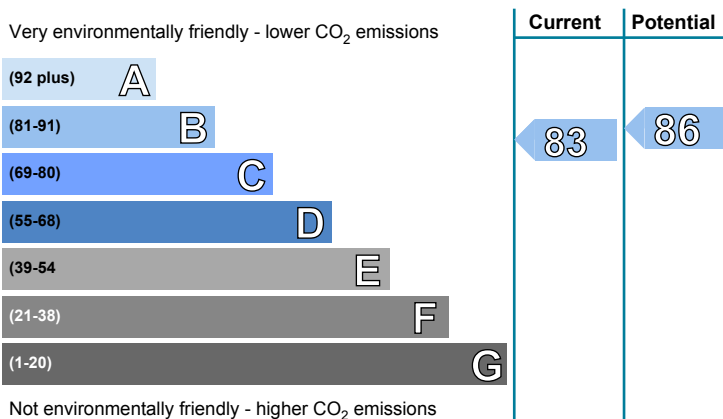 Very environmentally friendly - lower CO2 emissions
Current
Potential
(92 plus) A
(81-91) B
83
86
(69-80) C
(55-68) D
(39-54 E
(21-38) F
(1-20) G
Not environmentally friendly - higher CO2 emissions